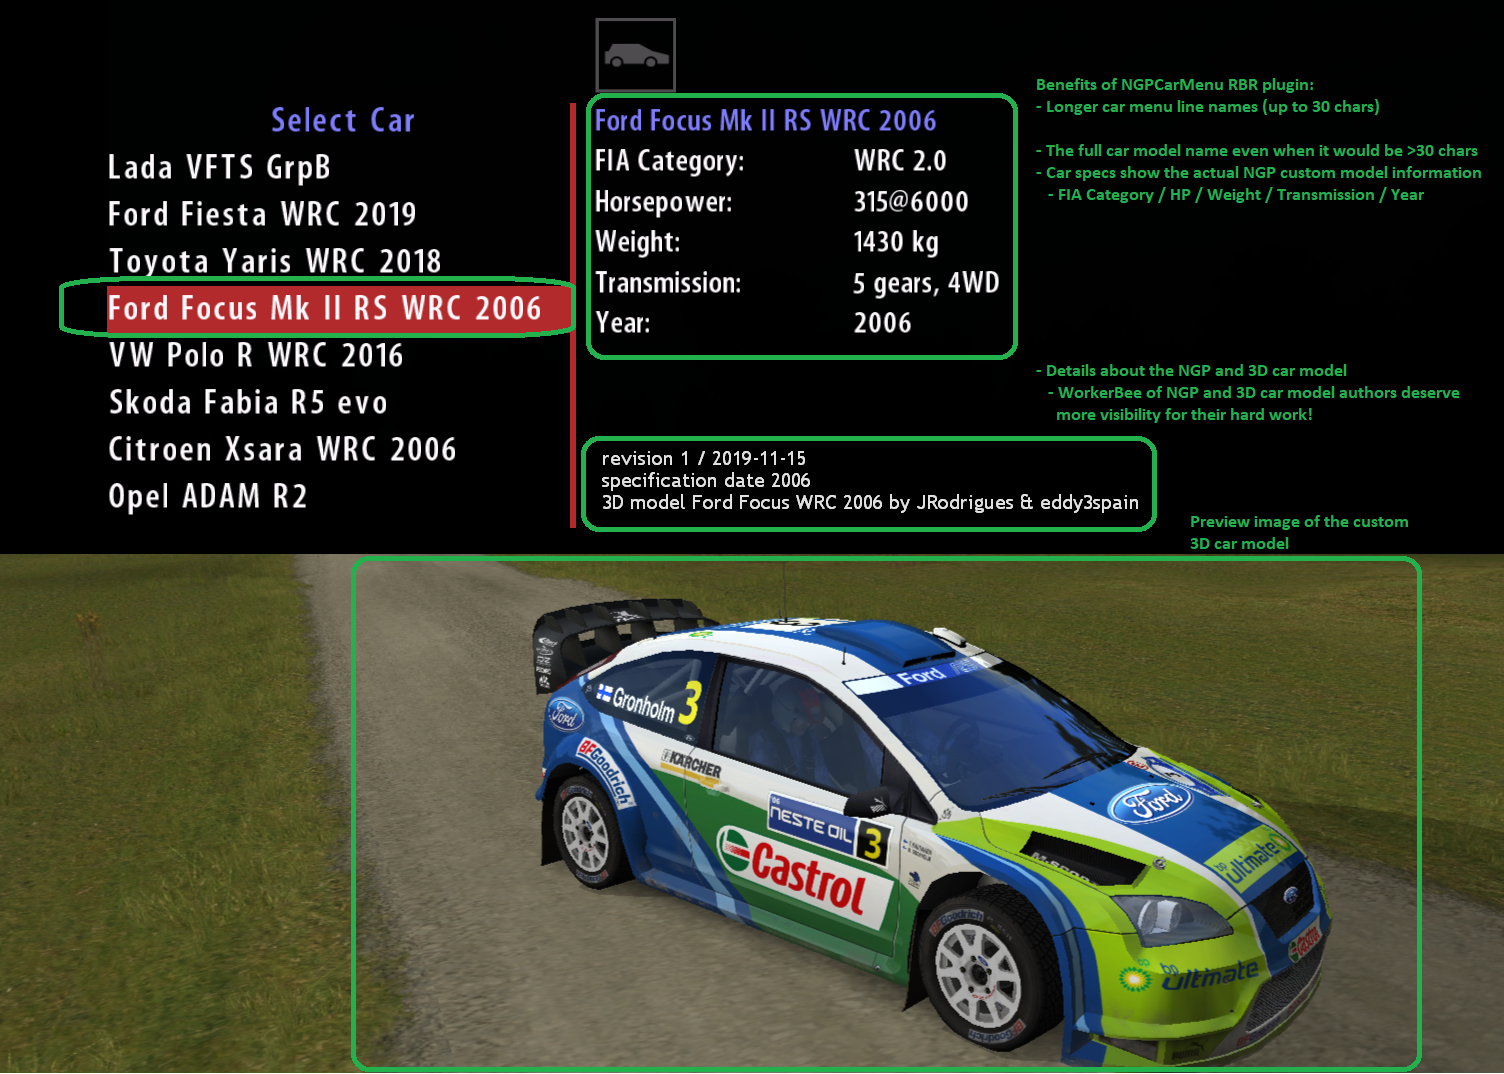 Select Car
Lada VFTS GrpB
Ford Fiesta WRC 2019
Toyota Yaris WRC 2018
Ford Focus Mk II RS WRC 2006
VW Polo R WRC 2016
Skoda Fabia R5 evo
Citroen Xsara WRC 2006
Opel ADAM R2
Ford Focus Mk II RS WRC 2006
FIA Category: WRC 2.0
Horsepower: 315@6000
Weight: 1430 kg
Transmission: 5 gears, 4WD
Year: 2006
revision 1 / 2019-11-15
specification date 2006
3D model Ford Focus WRC 2006 by JRodrigues & eddy3spain
Benefits of NGPCarMenu RBR plugin:
- Longer car menu line names (up to 30 chars)
- The full car model name even when it would be >30 chars
- Car specs show the actual NGP custom model information
- FIA Category / HP / Weight / Transmission / Year
- Details about the NGP and 3D car model
- WorkerBee of NGP and 3D car model authors deserve
more visibility for their hard work!
Preview image of the custom
3D car model
Ford
Gronholm 3
Ford
BFGoodrich
KÄRCHER
NESTE OIL 3
Castrol
Ford
bp ultimate
M.SPORT
BFGoodrich
Castrol
bp ultimate
BFGoodrich